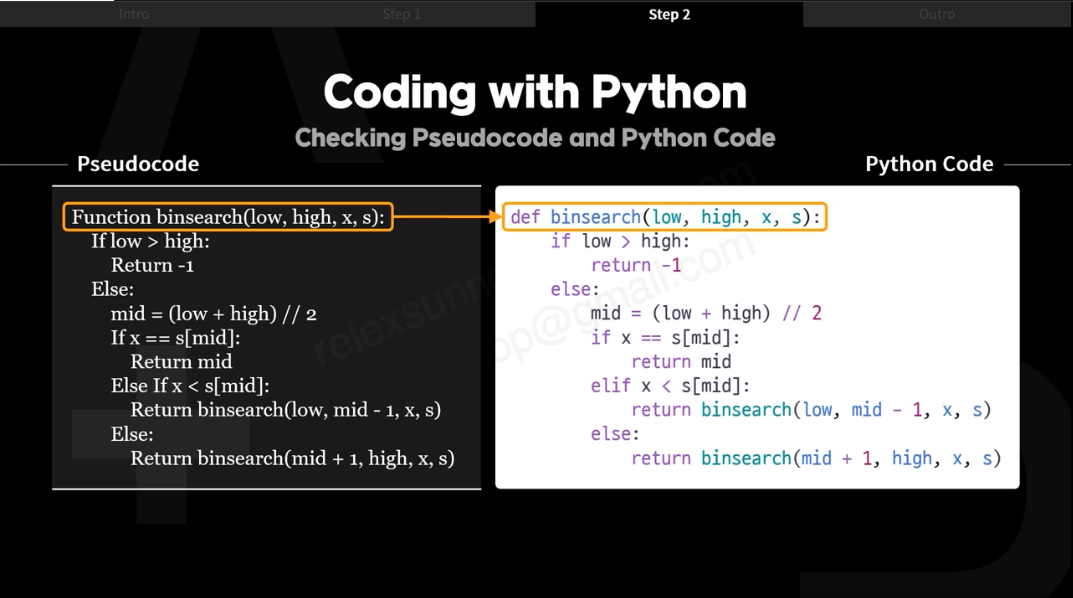 Intro
Step 1
Step 2
Outro
Coding with Python
Checking Pseudocode and Python Code
Pseudocode
Function binsearch(low, high, x, s):
If low > high:
Return -1
Else:
mid = (low + high) // 2
If x == s[mid]:
Return mid
Else If x < s[mid]:
Return binsearch(low, mid - 1, x, s)
Else:
Return binsearch(mid + 1, high, x, s)
Python Code
def binsearch(low, high, x, s):
if low > high:
return -1
else:
mid = (low + high) // 2
if x == s[mid]:
return mid
elif x < s[mid]:
return binsearch(low, mid - 1, x, s)
else:
return binsearch(mid + 1, high, x, s)